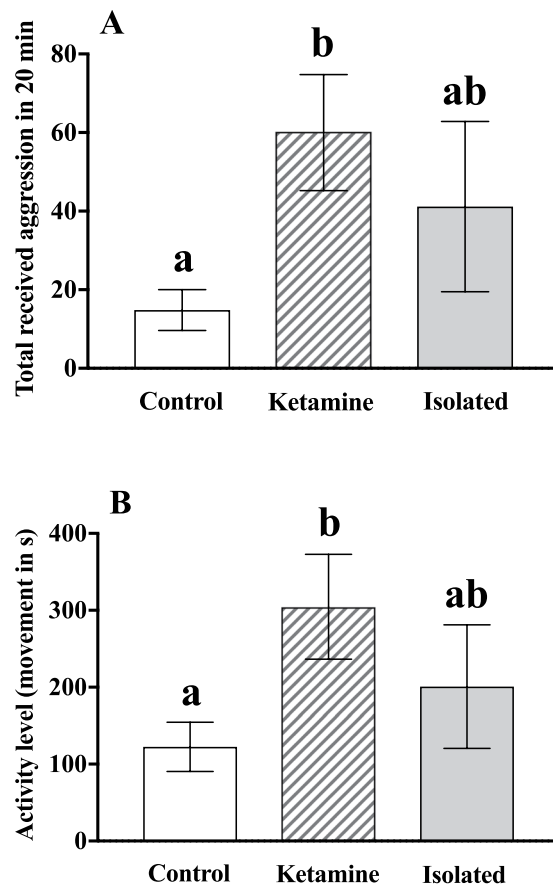 A
Total received aggression in 20 min
80
60
40
20
0
a
b
ab
Control Ketamine Isolated
B
Activity level (movement in s)
400
300
200
100
0
a
b
ab
Control Ketamine Isolated